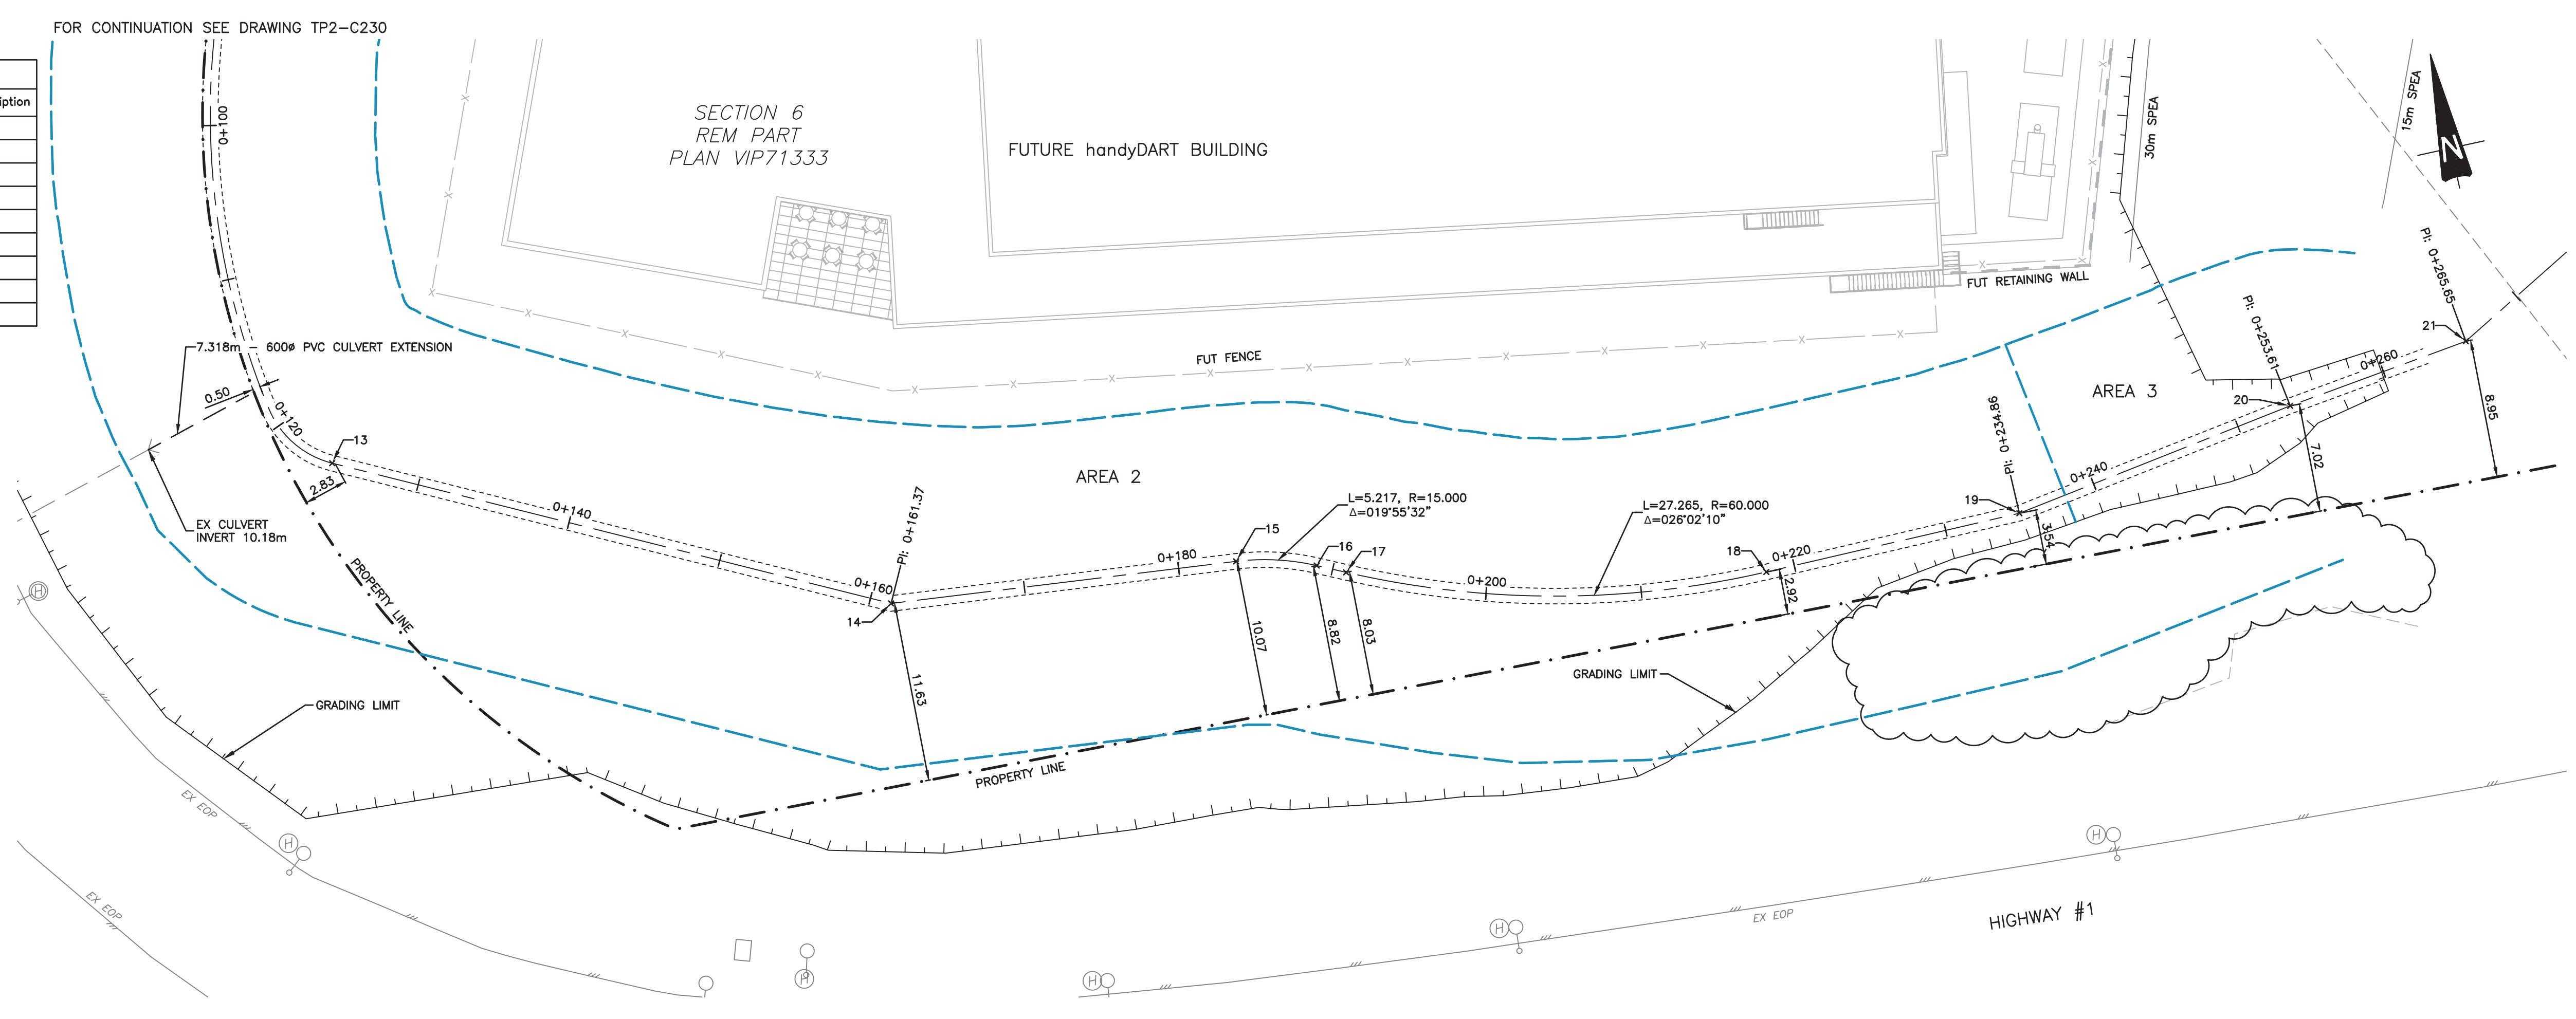 FOR CONTINUATION SEE DRAWING TP2-C230
iption
0+100
SECTION 6
REM PART
PLAN VIP71333
FUTURE handyDART BUILDING
30m SPEA
15m SPEA
N
FUT RETAINING WALL
PI: 0+265.65
PI: 0+253.61
21
7.318m - 600ø PVC CULVERT EXTENSION
FUT FENCE
0+260
0.50
0+120
AREA 3
20
PI: 0+234.86
8.95
13
7.02
2.83
AREA 2
0+240
PI: 0+161.37
L=5.217, R=15.000
Δ=019°55'32"
L=27.265, R=60.000
Δ=026°02'10"
19
0+140
EX CULVERT
INVERT 10.18m
15
16
17
18
3.54
0+180
0+220
PROPERTY LINE
0+160
0+200
2.92
14
10.07
8.82
8.03
11.63
GRADING LIMIT
GRADING LIMIT
PROPERTY LINE
EX EOP
EX EOP
EX EOP
HIGHWAY #1
H
H
H
H
H
H